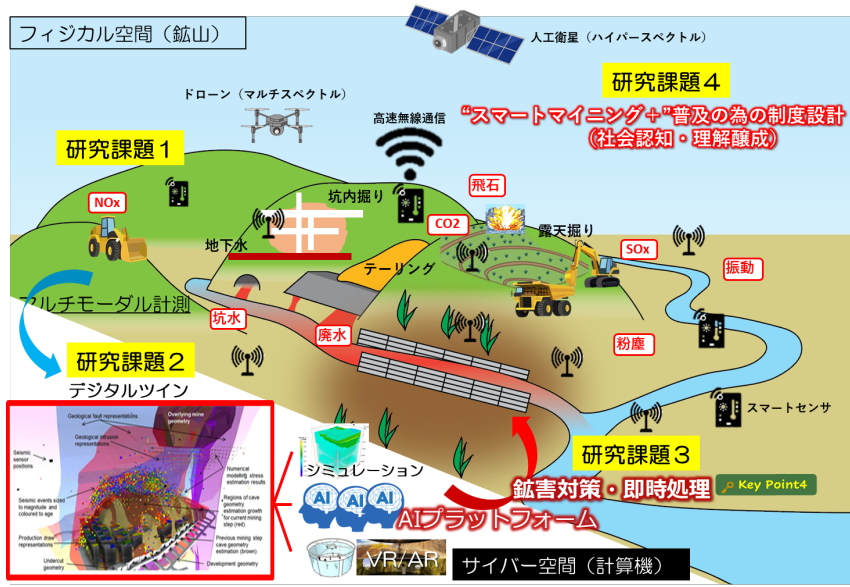 フィジカル空間（鉱山）
人工衛星（ハイパースペクトル）
研究課題４
“スマートマイニング＋”普及の為の制度設計
（社会認知・理解醸成）
ドローン（マルチスペクトル）
高速無線通信
研究課題１
飛石
NOx
坑内掘り
CO2
露天掘り
SOx
地下水
テーリング
振動
マルチモーダル計測
坑水
廃水
粉塵
研究課題２
デジタルツイン
スマートセンサ
Geological fault representations
Overlying mine
geometry
Geological intrusion
representations
Seismic
sensor
positions
Numerical
modelling stress
estimation results
Seismic events sized
to magnitude and
coloured to age
Regions of cave
geometry
estimation growth
for current mining
step (red)
Production draw
representations
Previous mining step
cave geometry
estimation (brown)
Undercut
geometry
Development geometry
シミュレーション
AI
AI
AI
AIプラットフォーム
VR/AR
研究課題３
鉱害対策・即時処理
Key Point4
サイバー空間（計算機）